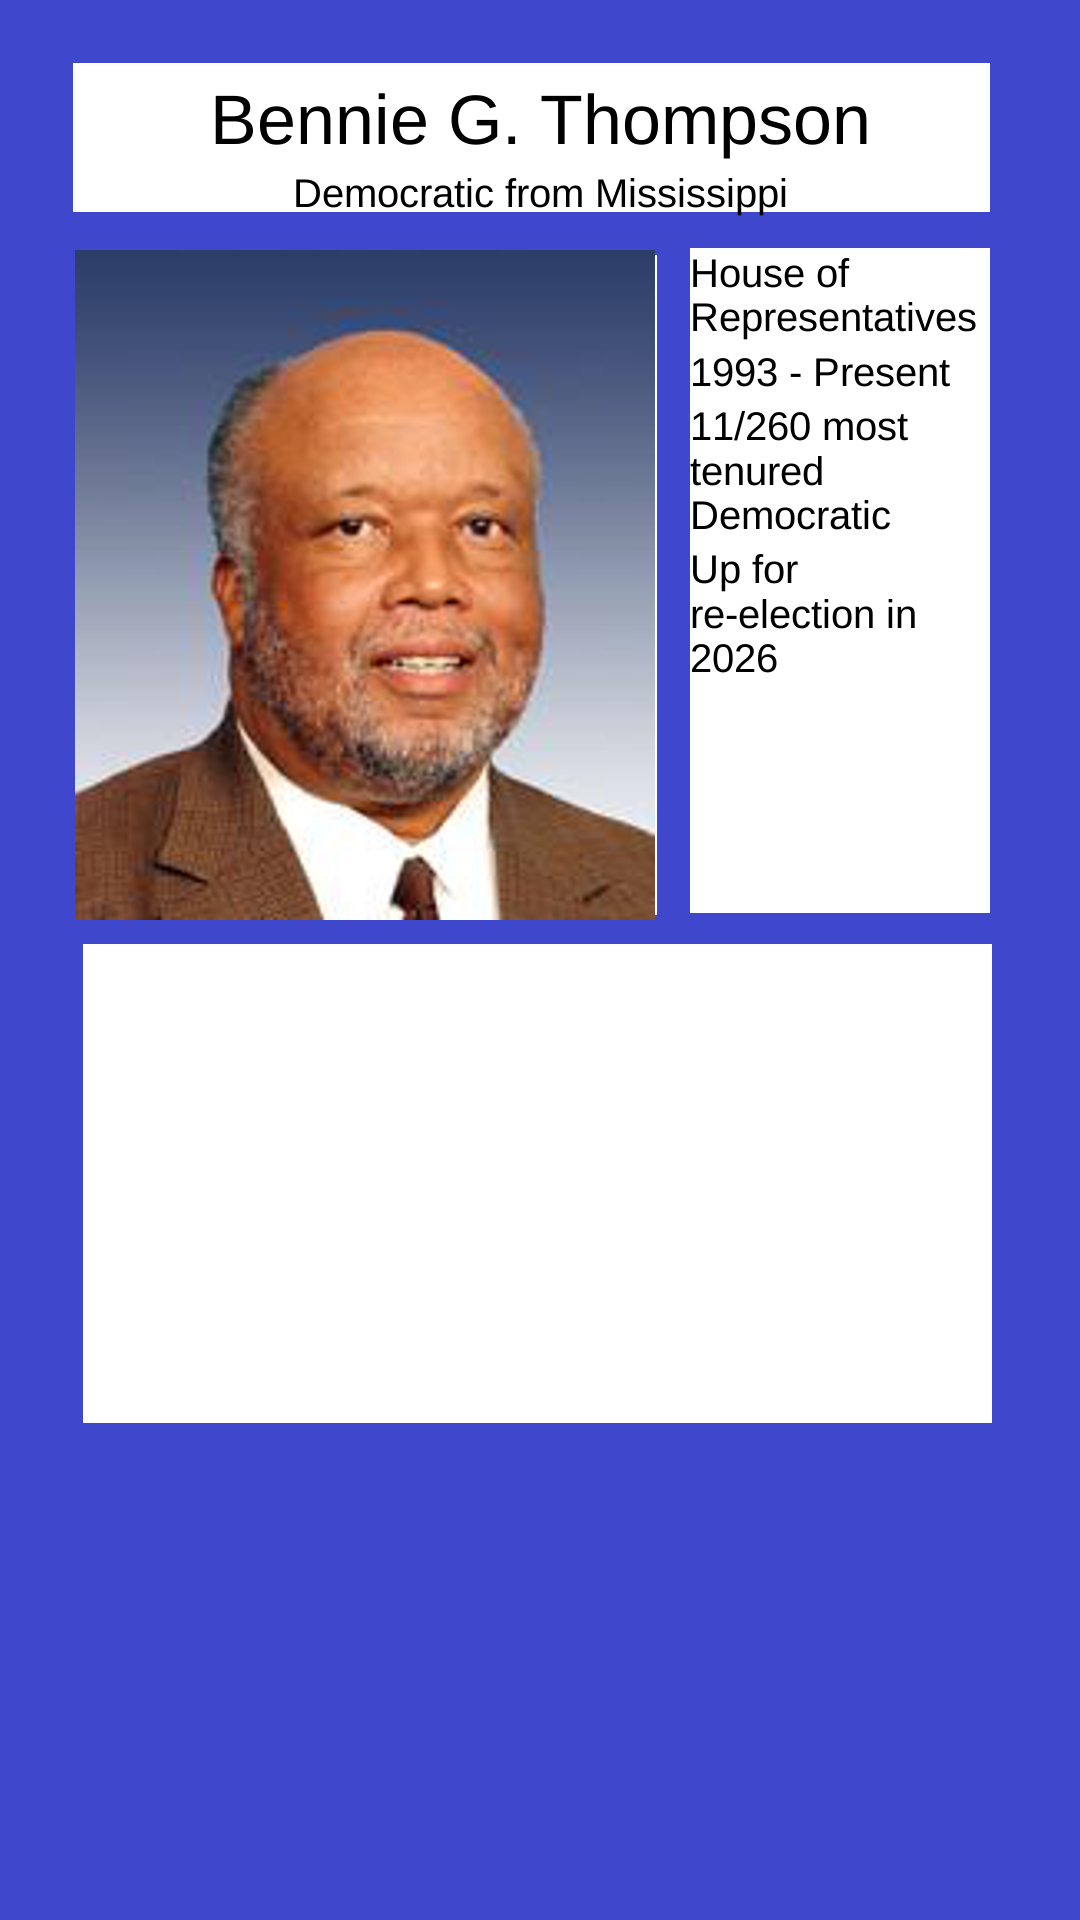 Bennie G. Thompson
Democratic from Mississippi
House of
Representatives
1993 - Present
11/260 most
tenured
Democratic
Up for
re-election in
2026